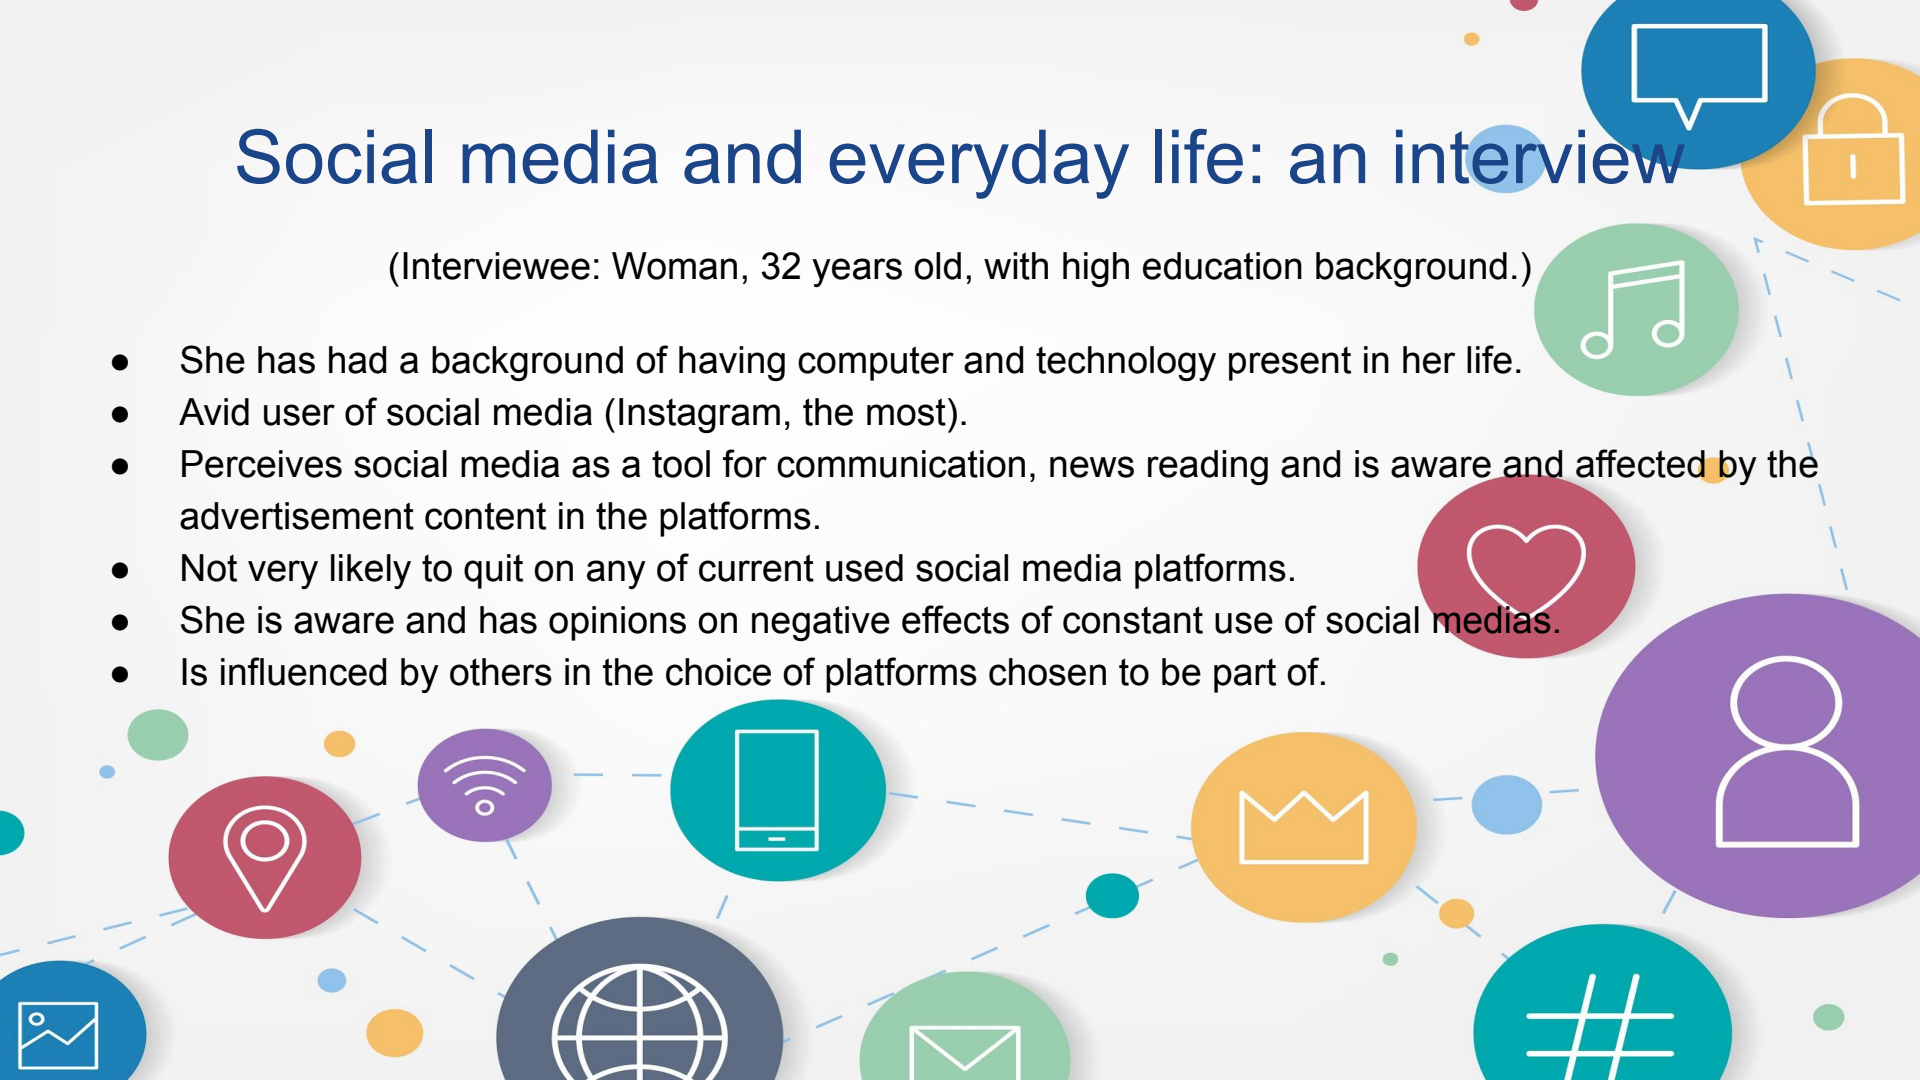 Social media and everyday life: an interview
(Interviewee: Woman, 32 years old, with high education background.)
● She has had a background of having computer and technology present in her life.
● Avid user of social media (Instagram, the most).
● Perceives social media as a tool for communication, news reading and is aware and affected by the
advertisement content in the platforms.
● Not very likely to quit on any of current used social media platforms.
● She is aware and has opinions on negative effects of constant use of social medias.
● Is influenced by others in the choice of platforms chosen to be part of.